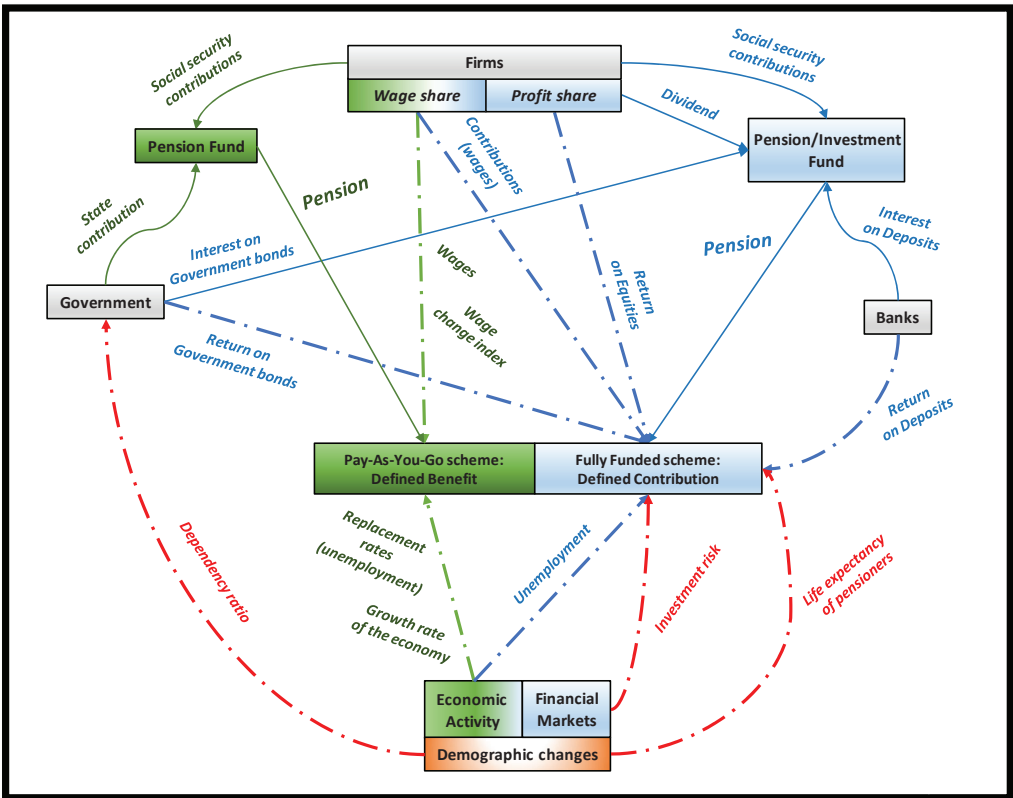 Social security
contributions
Firms
Wage share
Profit share
Social security
contributions
Dividend
Pension Fund
Contributions
(wages)
Pension/Investment
Fund
Pension
State
contribution
Interest on
Government bonds
Wages
Pension
Interest
on Deposits
Government
Return
on Equities
Banks
Wage
change index
Return on
Government bonds
Return
on Deposits
Pay-As-You-Go scheme:
Defined Benefit
Fully Funded scheme:
Defined Contribution
Dependency ratio
Replacement
rates
(unemployment)
Unemployment
Investment risk
Life expectancy
of pensioners
Growth rate
of the economy
Economic
Activity
Financial
Markets
Demographic changes